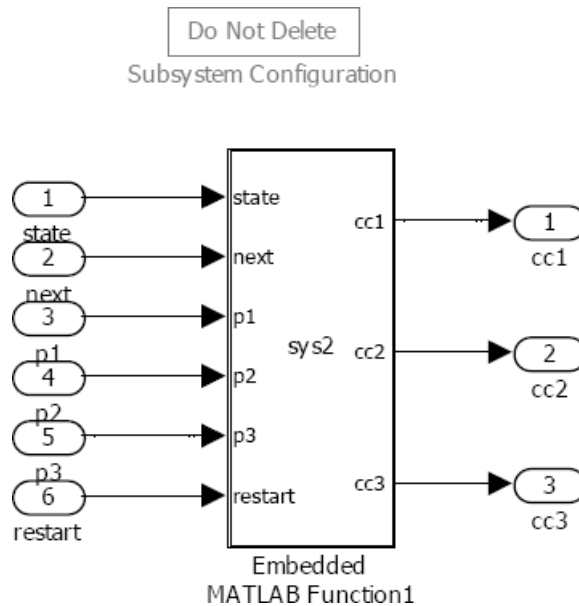 Do Not Delete
Subsystem Configuration
1
state
state
cc1
1
cc1
2
next
next
3
p1
p1
sys2
cc2
2
cc2
4
p2
p2
5
p3
p3
6
restart
restart
cc3
3
cc3
Embedded
MATLAB Function1